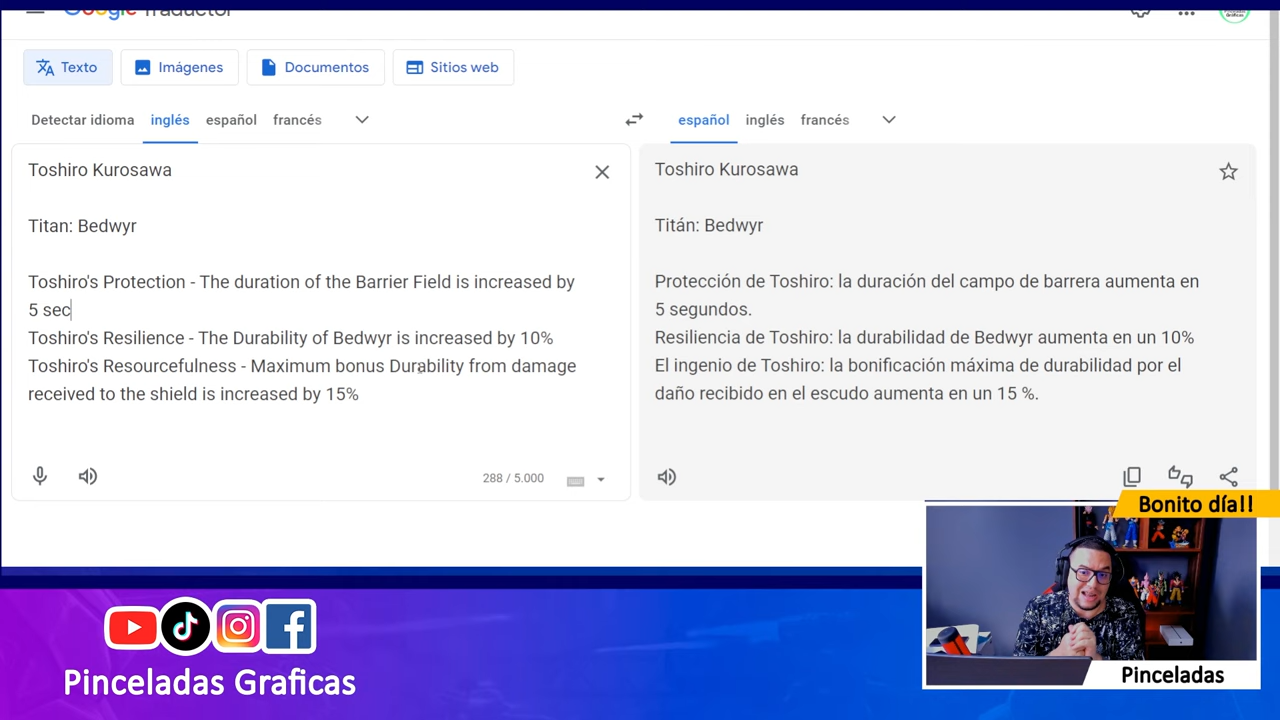 Google Traductor
Texto
Imágenes
Documentos
Sitios web
Detectar idioma
inglés
español
francés
español
inglés
francés
Toshiro Kurosawa
Titan: Bedwyr
Toshiro's Protection - The duration of the Barrier Field is increased by
5 sec
Toshiro's Resilience - The Durability of Bedwyr is increased by 10%
Toshiro's Resourcefulness - Maximum bonus Durability from damage
received to the shield is increased by 15%
288 / 5.000
Toshiro Kurosawa
Titán: Bedwyr
Protección de Toshiro: la duración del campo de barrera aumenta en
5 segundos.
Resiliencia de Toshiro: la durabilidad de Bedwyr aumenta en un 10%
El ingenio de Toshiro: la bonificación máxima de durabilidad por el
daño recibido en el escudo aumenta en un 15 %.
Bonito día!!
Pinceladas
Pinceladas Graficas